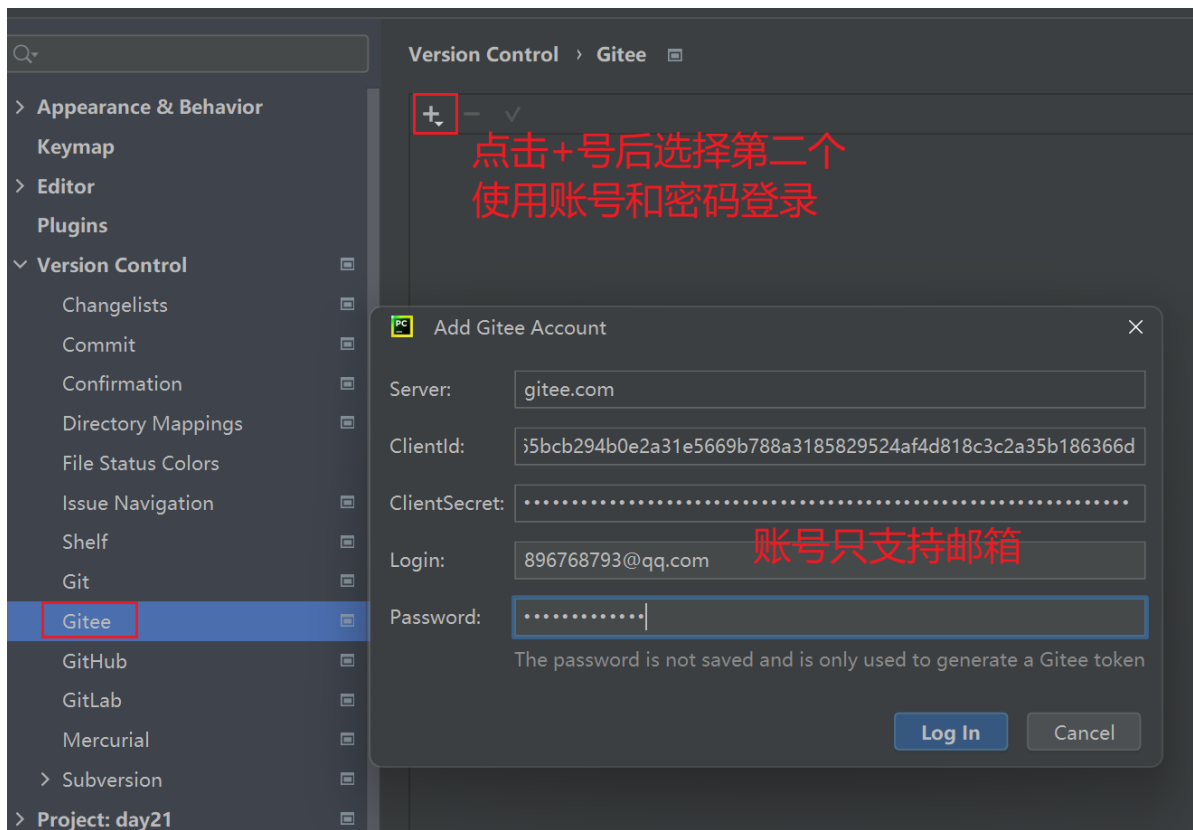 Version Control › Gitee
Appearance & Behavior
Keymap
Editor
Plugins
Version Control
Changelists
Commit
Confirmation
Directory Mappings
File Status Colors
Issue Navigation
Shelf
Git
Gitee
GitHub
GitLab
Mercurial
Subversion
Project: day21
点击+号后选择第二个
使用账号和密码登录
PC
Add Gitee Account
Server:
gitee.com
ClientId:
65bcb294b0e2a31e5669b788a3185829524af4d818c3c2a35b186366d
ClientSecret:
Login:
896768793@qq.com
账号只支持邮箱
Password:
The password is not saved and is only used to generate a Gitee token
Log In
Cancel